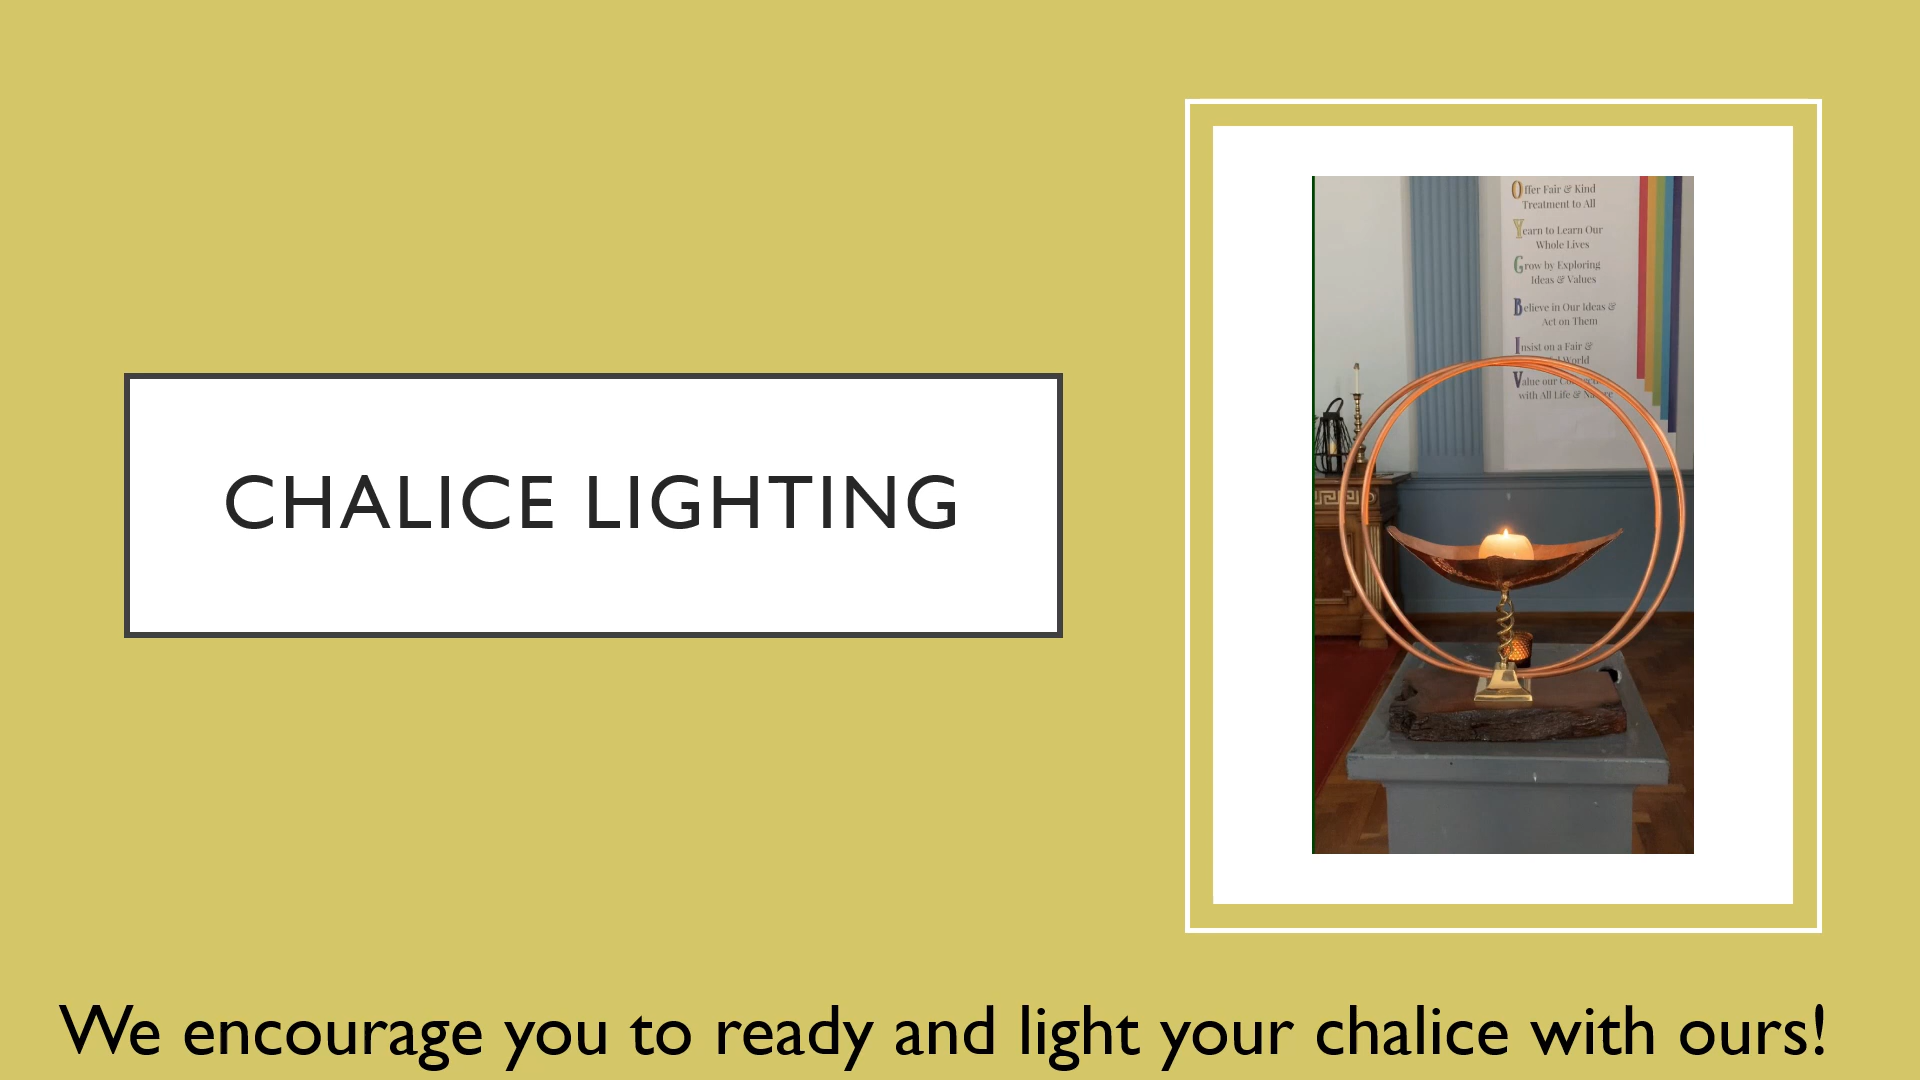 CHALICE LIGHTING
Offer Fair & Kind
Treatment to All
Yearn to Learn Our
Whole Lives
Grow by Exploring
Ideas & Values
Believe in Our Ideas &
Act on Them
Insist on a Fair &
World
Value our
with All Life & Nature
We encourage you to ready and light your chalice with ours!